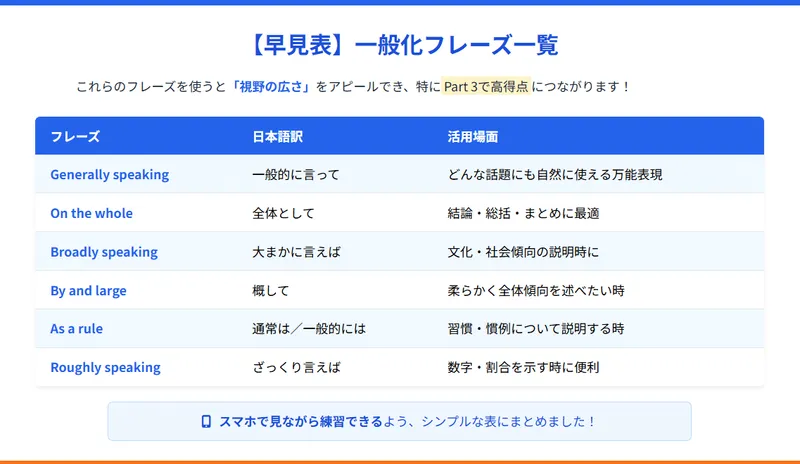 【早見表】一般化フレーズ一覧
これらのフレーズを使うと「視野の広さ」をアピールでき、特に Part 3で高得点 につながります！
フレーズ 日本語訳 活用場面
Generally speaking 一般的に言って どんな話題にも自然に使える万能表現
On the whole 全体として 結論・総括・まとめに最適
Broadly speaking 大まかに言えば 文化・社会傾向の説明時に
By and large 概して 柔らかく全体傾向を述べたい時
As a rule 通常は／一般的には 習慣・慣例について説明する時
Roughly speaking ざっくり言えば 数字・割合を示す時に便利
スマホで見ながら練習できるよう、シンプルな表にまとめました！